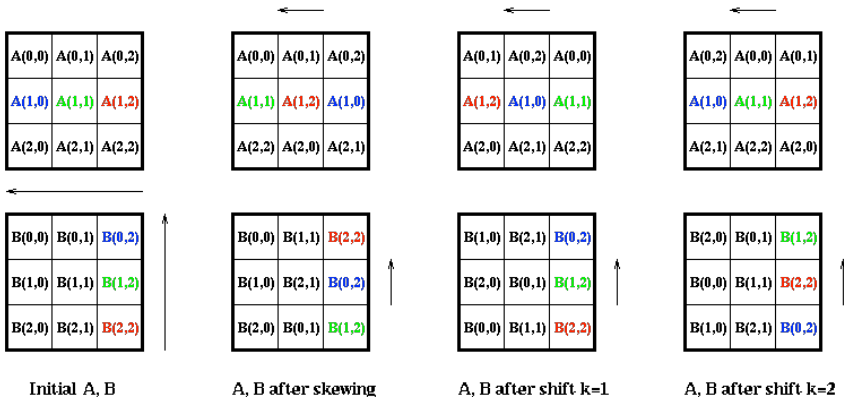 A(0,0) A(0,1) A(0,2) A(0,0) A(0,1) A(0,2) A(0,1) A(0,2) A(0,0) A(0,2) A(0,0) A(0,1)
A(1,0) A(1,1) A(1,2) A(1,1) A(1,2) A(1,0) A(1,2) A(1,0) A(1,1) A(1,0) A(1,1) A(1,2)
A(2,0) A(2,1) A(2,2) A(2,2) A(2,0) A(2,1) A(2,0) A(2,1) A(2,2) A(2,1) A(2,2) A(2,0)
B(0,0) B(0,1) B(0,2) B(0,0) B(1,1) B(2,2) B(1,0) B(2,1) B(0,2) B(2,0) B(0,1) B(1,2)
B(1,0) B(1,1) B(1,2) B(1,0) B(2,1) B(0,2) B(2,0) B(0,1) B(1,2) B(0,0) B(1,1) B(2,2)
B(2,0) B(2,1) B(2,2) B(2,0) B(0,1) B(1,2) B(0,0) B(1,1) B(2,2) B(1,0) B(2,1) B(0,2)
Initial A, B A, B after skewing A, B after shift k=1 A, B after shift k=2